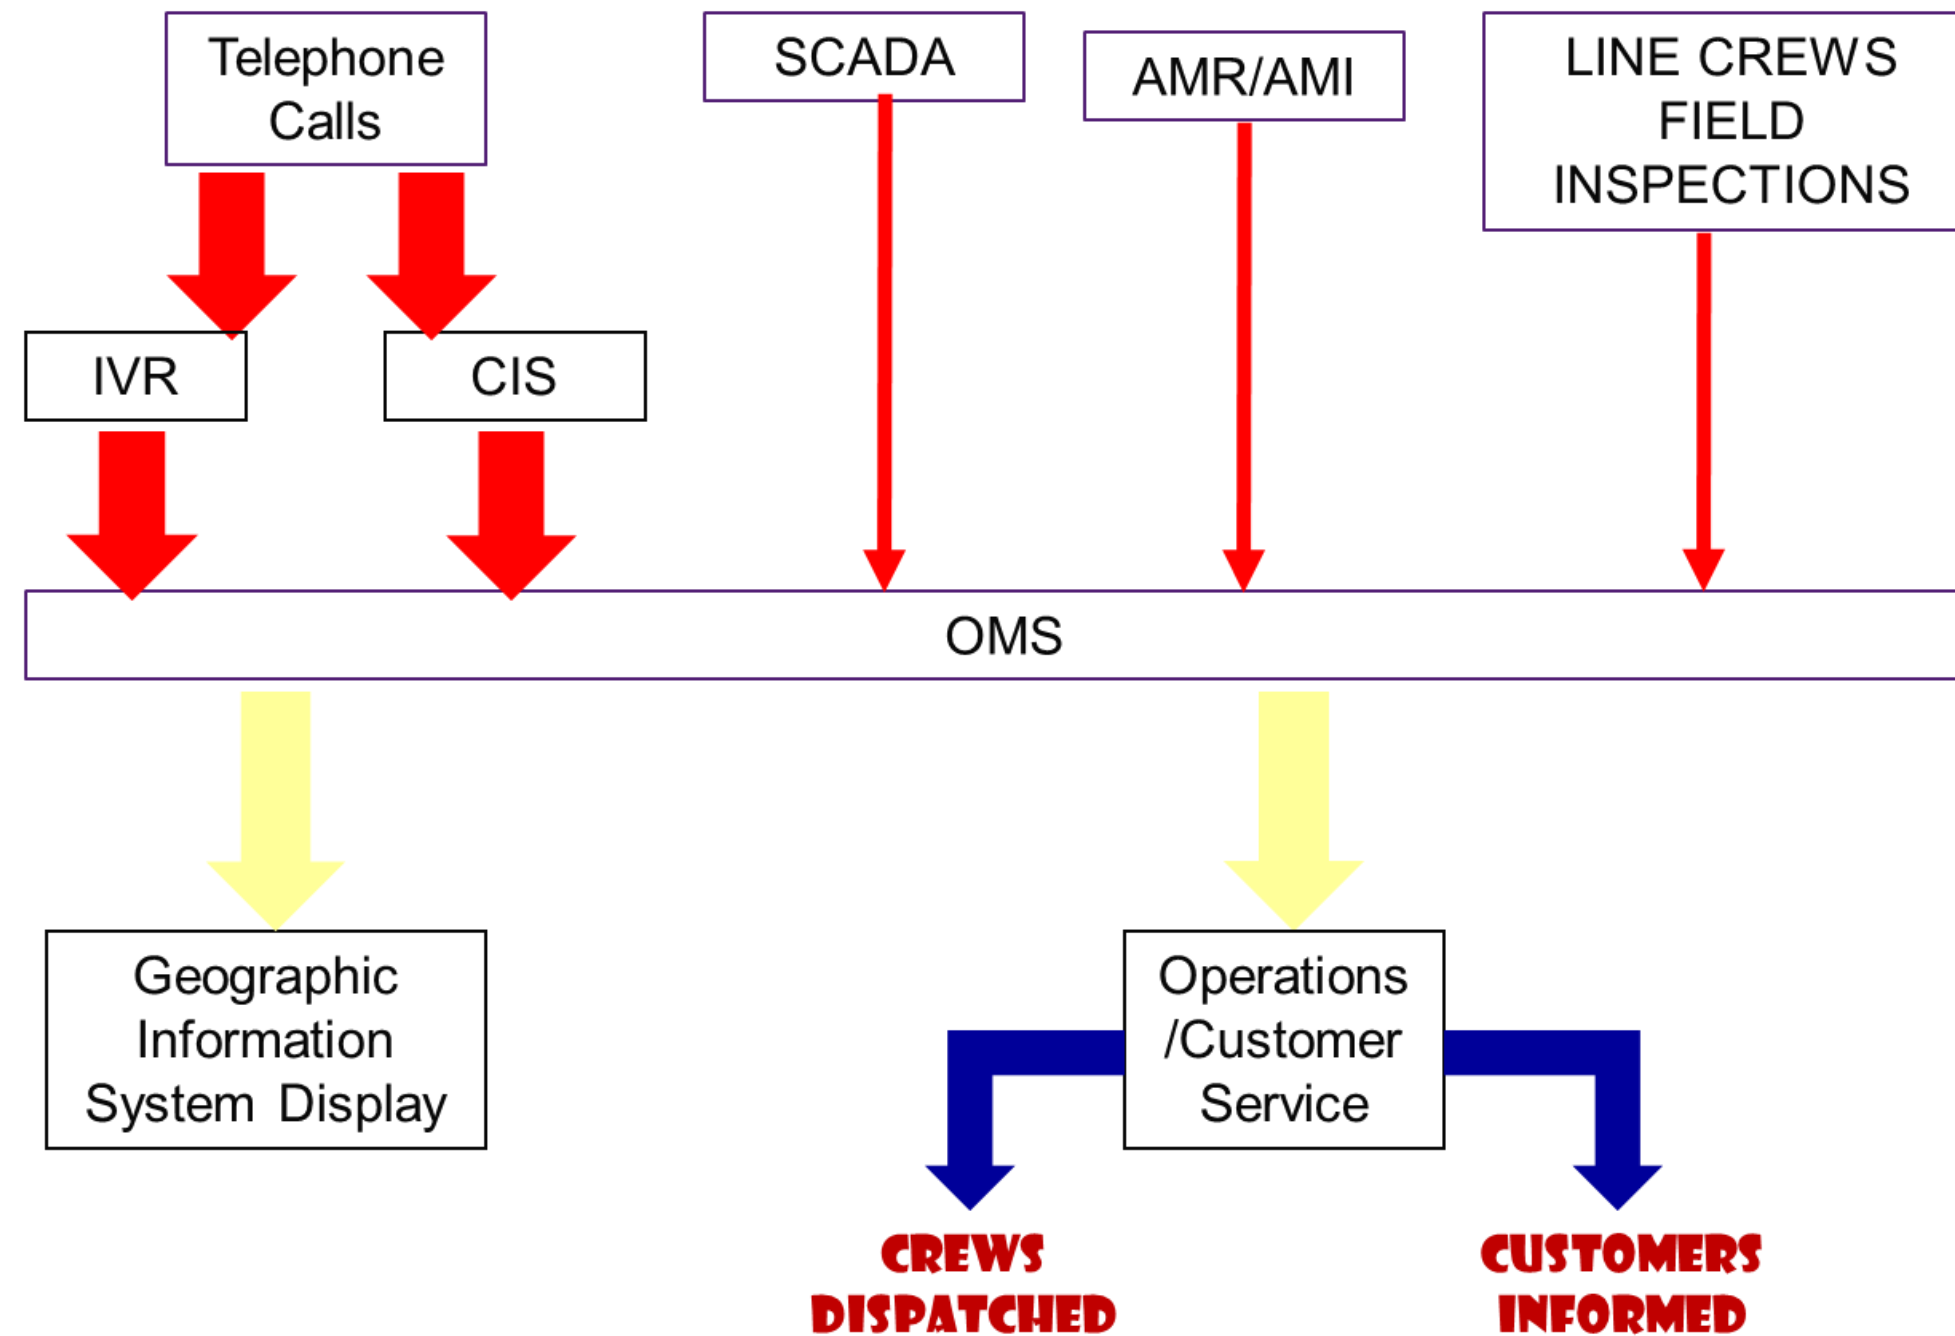 Telephone
Calls
SCADA
AMR/AMI
LINE CREWS
FIELD
INSPECTIONS
IVR
CIS
OMS
Geographic
Information
System Display
Operations
/Customer
Service
CREWS
DISPATCHED
CUSTOMERS
INFORMED